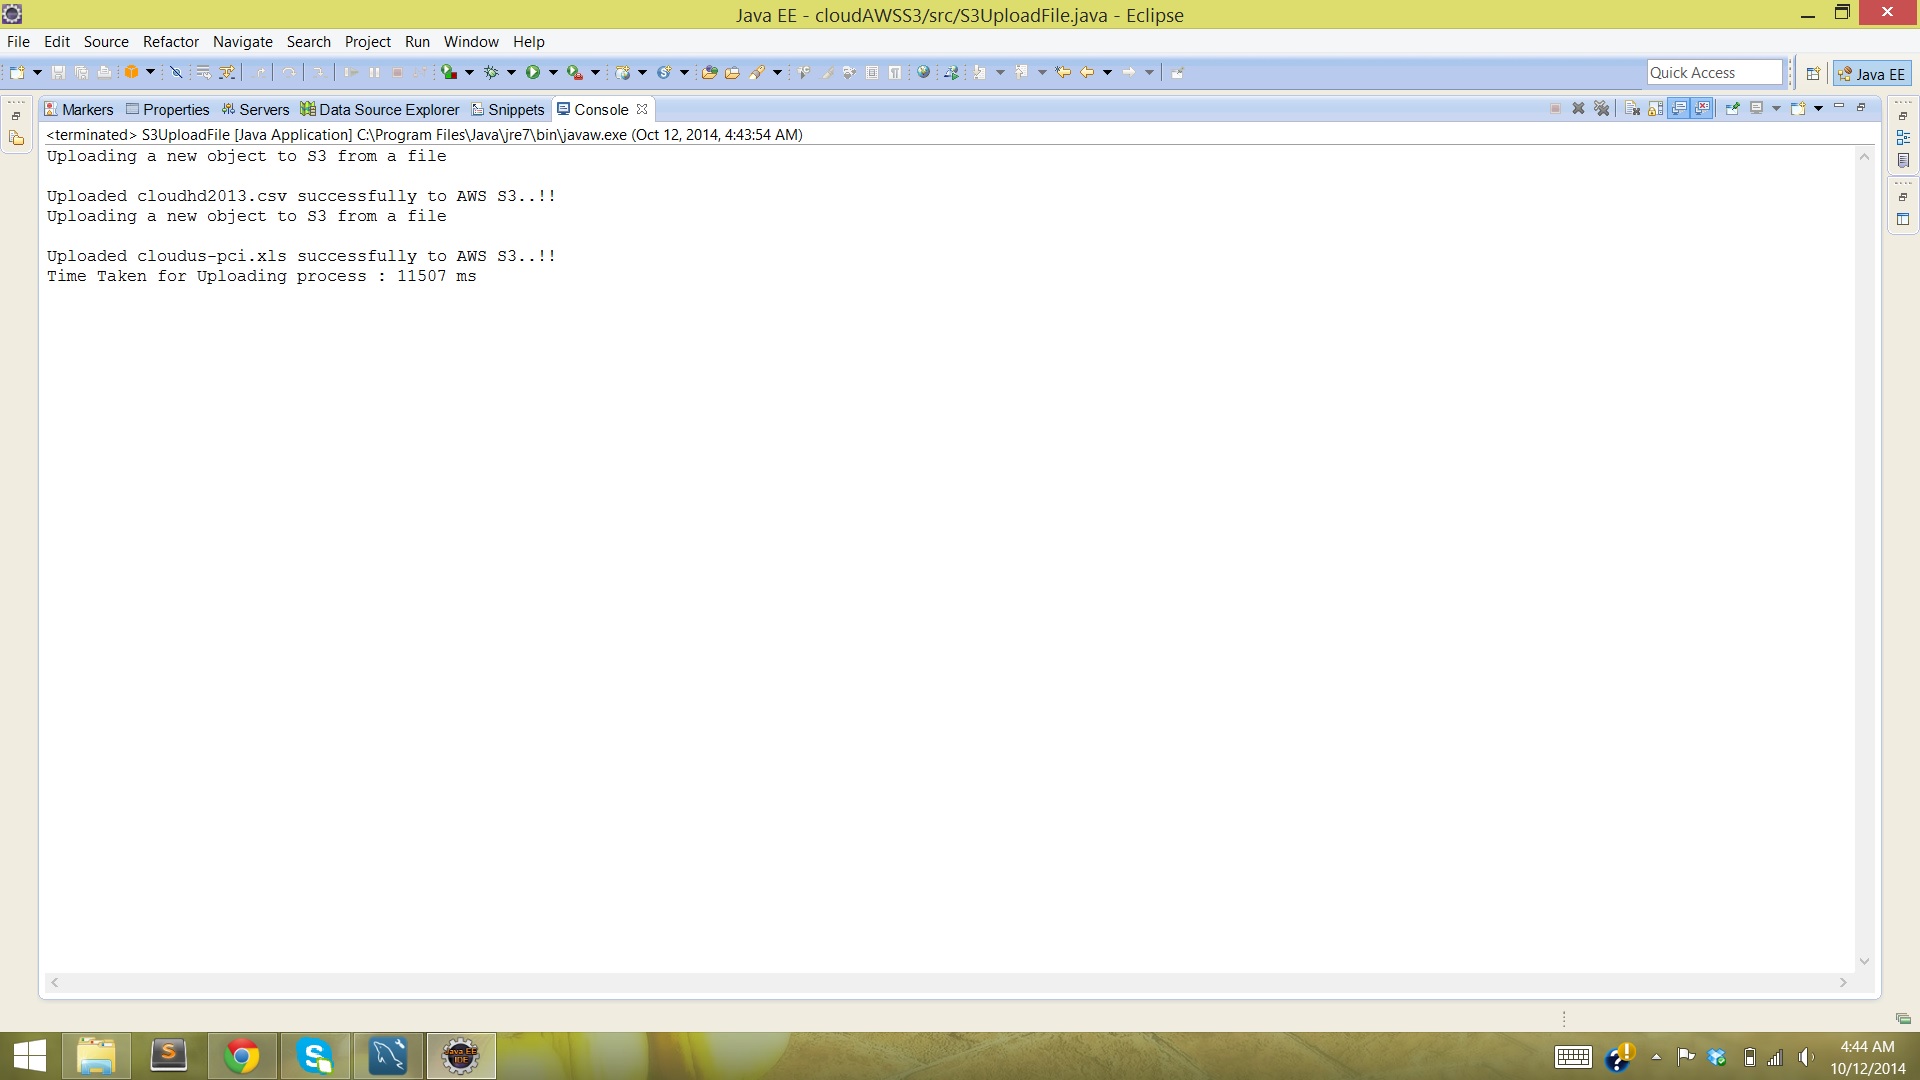 Java EE - cloudAWSS3/src/S3UploadFile.java - Eclipse
File Edit Source Refactor Navigate Search Project Run Window Help
Quick Access
Java EE
Markers Properties Servers Data Source Explorer Snippets Console
<terminated> S3UploadFile [Java Application] C:\Program Files\Java\jre7\bin\javaw.exe (Oct 12, 2014, 4:43:54 AM)
Uploading a new object to S3 from a file
Uploaded cloudhd2013.csv successfully to AWS S3..!!
Uploading a new object to S3 from a file
Uploaded cloudus-pci.xls successfully to AWS S3..!!
Time Taken for Uploading process : 11507 ms
Java EE
IDE
4:44 AM
10/12/2014